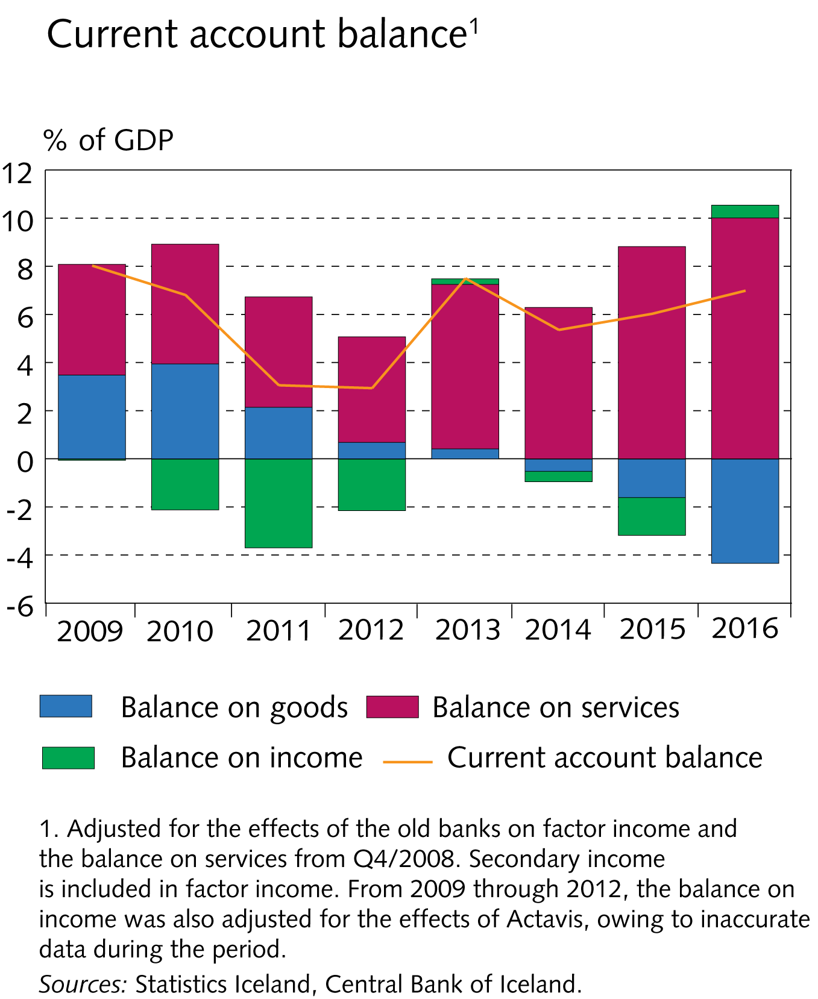 Current account balance1
% of GDP
12
10
8
6
4
2
0
-2
-4
-6
2009 2010 2011 2012 2013 2014 2015 2016
Balance on goods Balance on services
Balance on income Current account balance
1. Adjusted for the effects of the old banks on factor income and
the balance on services from Q4/2008. Secondary income
is included in factor income. From 2009 through 2012, the balance on
income was also adjusted for the effects of Actavis, owing to inaccurate
data during the period.
Sources: Statistics Iceland, Central Bank of Iceland.